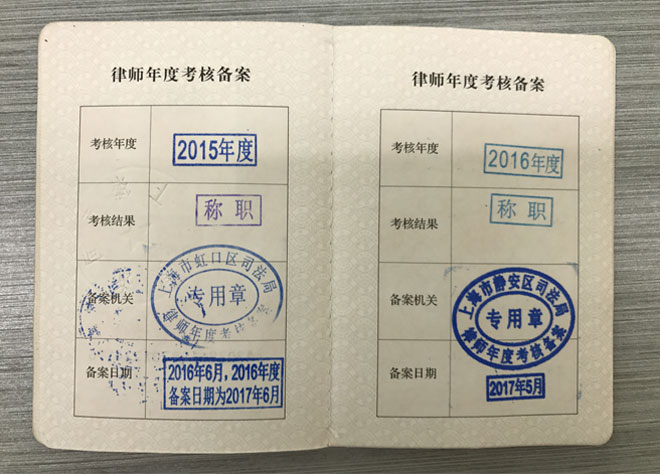 律师年度考核备案
考核年度
2015年度
考核结果
称职
备案机关
上海市虹口区司法局
专用章
律师年度考核备案
备案日期
2016年6月，2016年度
备案日期为2017年6月
律师年度考核备案
考核年度
2016年度
考核结果
称职
备案机关
上海市静安区司法局
专用章
律师年度考核备案
备案日期
2017年5月